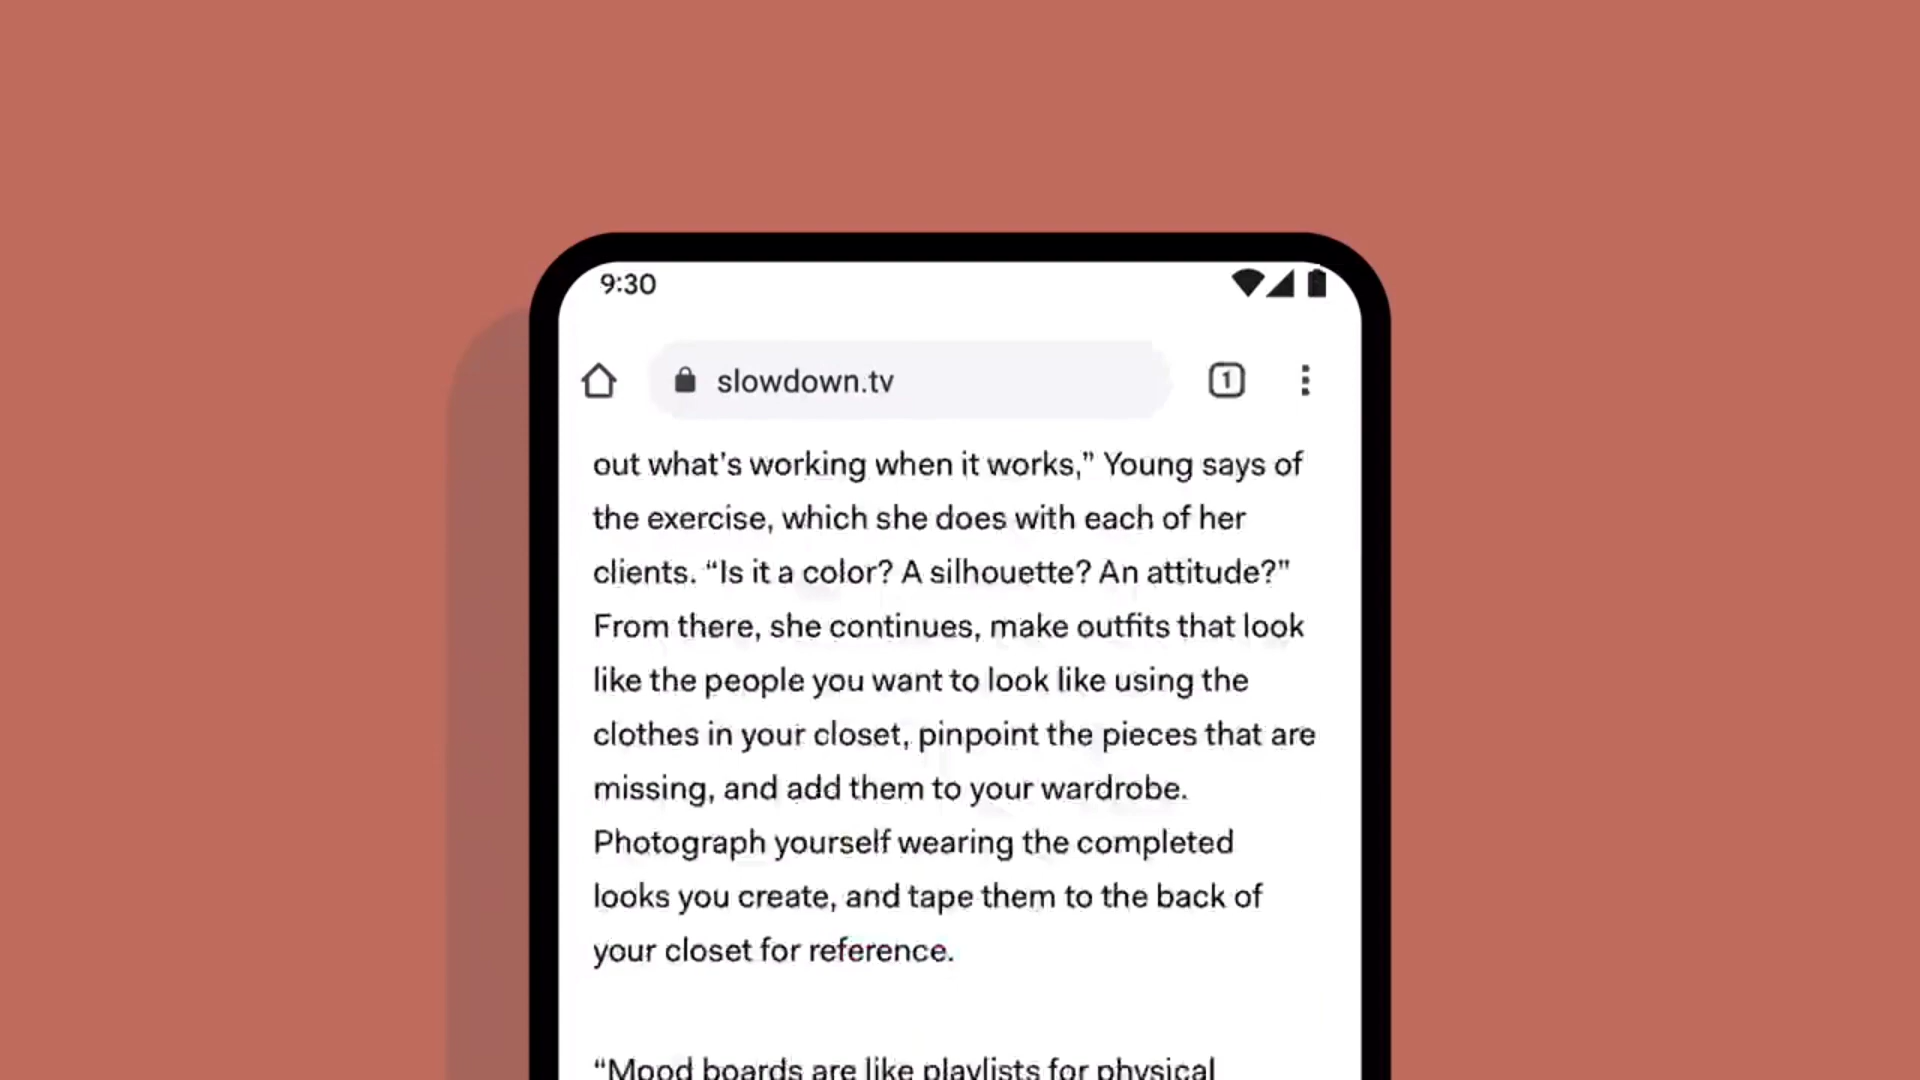 9:30
slowdown.tv
1
out what's working when it works,” Young says of
the exercise, which she does with each of her
clients. “Is it a color? A silhouette? An attitude?”
From there, she continues, make outfits that look
like the people you want to look like using the
clothes in your closet, pinpoint the pieces that are
missing, and add them to your wardrobe.
Photograph yourself wearing the completed
looks you create, and tape them to the back of
your closet for reference.
“Mood boards are like playlists for physical